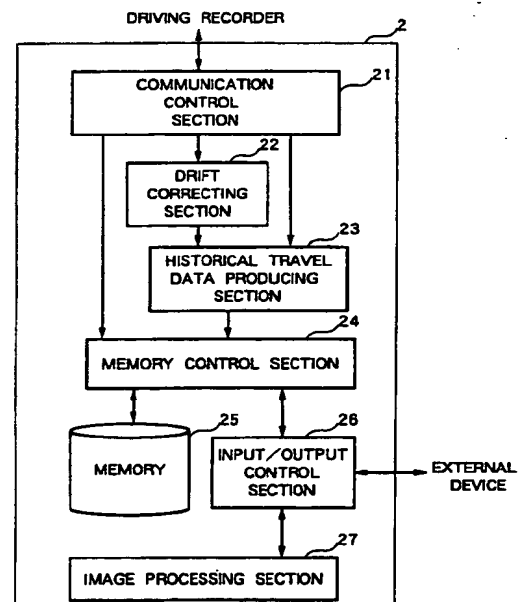 DRIVING RECORDER
2
COMMUNICATION
CONTROL
SECTION
21
22
DRIFT
CORRECTING
SECTION
23
HISTORICAL TRAVEL
DATA PRODUCING
SECTION
24
MEMORY CONTROL SECTION
25
MEMORY
26
INPUT/OUTPUT
CONTROL
SECTION
EXTERNAL
DEVICE
27
IMAGE PROCESSING SECTION